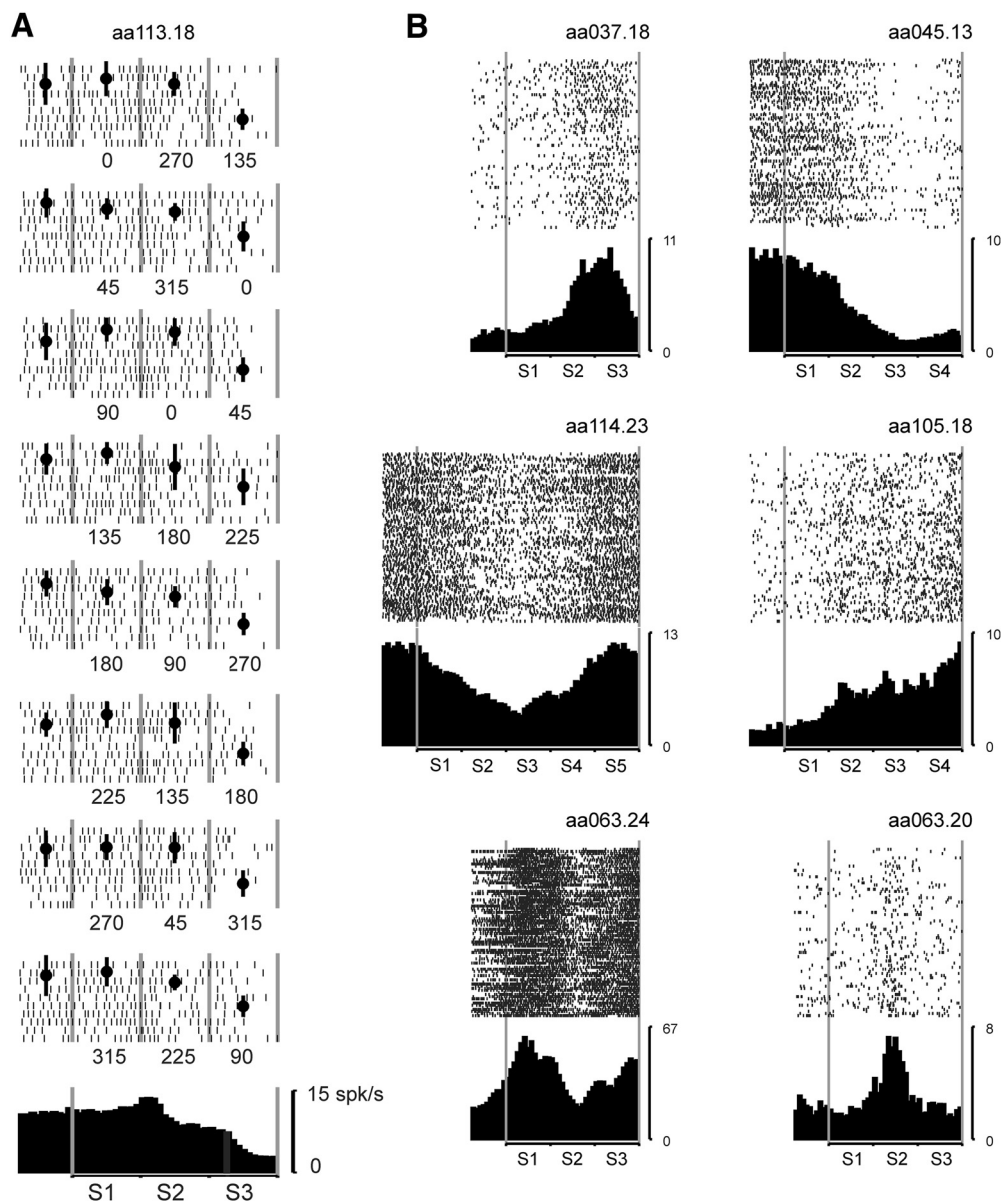 A
aa113.18
0 270 135
45 315 0
90 0 45
135 180 225
180 90 270
225 135 180
270 45 315
315 225 90
15 spk/s
0
S1 S2 S3
B
aa037.18
11
0
S1 S2 S3
aa045.13
10
0
S1 S2 S3 S4
aa114.23
13
0
S1 S2 S3 S4 S5
aa105.18
10
0
S1 S2 S3 S4
aa063.24
67
0
S1 S2 S3
aa063.20
8
0
S1 S2 S3